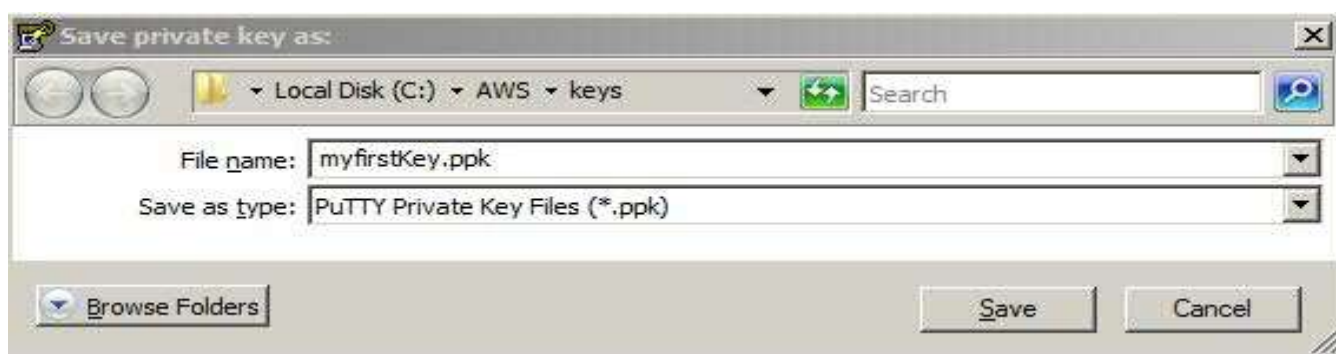 Save private key as:
Local Disk (C:) AWS keys Search
File name: myfirstKey.ppk
Save as type: PuTTY Private Key Files (*.ppk)
Browse Folders Save Cancel